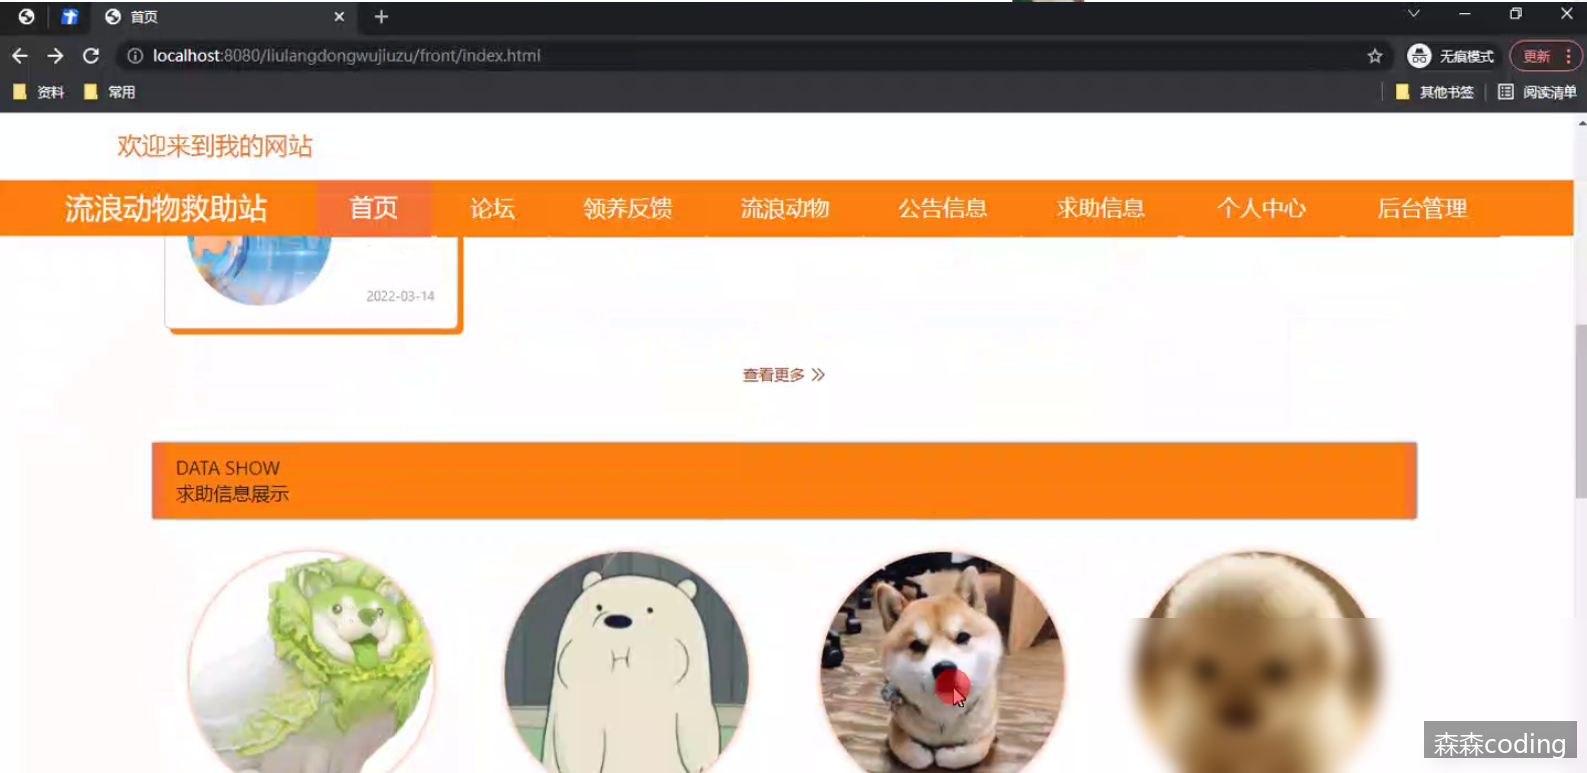 首页
localhost:8080/liulangdongwujiuzu/front/index.html
无痕模式
更新
资料
常用
其他书签
阅读清单
欢迎来到我的网站
流浪动物救助站
首页
论坛
领养反馈
流浪动物
公告信息
求助信息
个人中心
后台管理
2022-03-14
查看更多
DATA SHOW
求助信息展示
森森coding